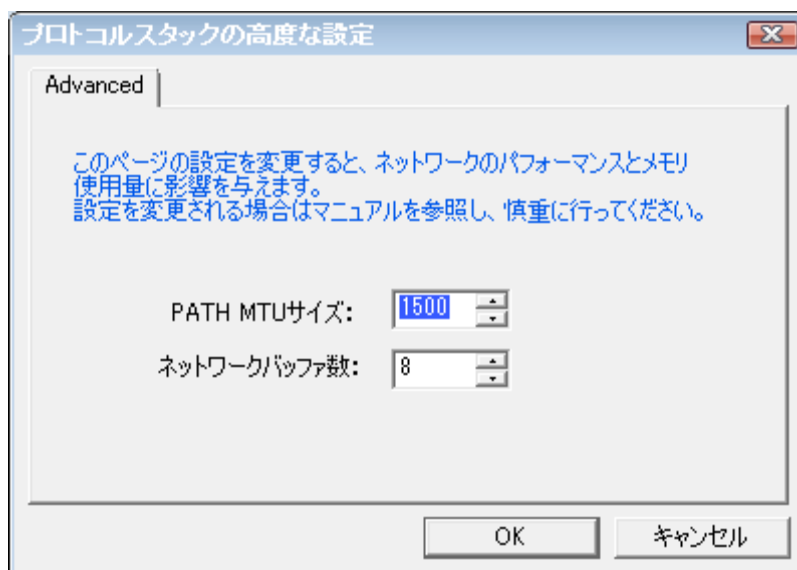 プロトコルスタックの高度な設定
Advanced
このページの設定を変更すると、ネットワークのパフォーマンスとメモリ
使用量に影響を与えます。
設定を変更される場合はマニュアルを参照し、慎重に行ってください。
PATH MTUサイズ: 1500
ネットワークバッファ数: 8
OK キャンセル